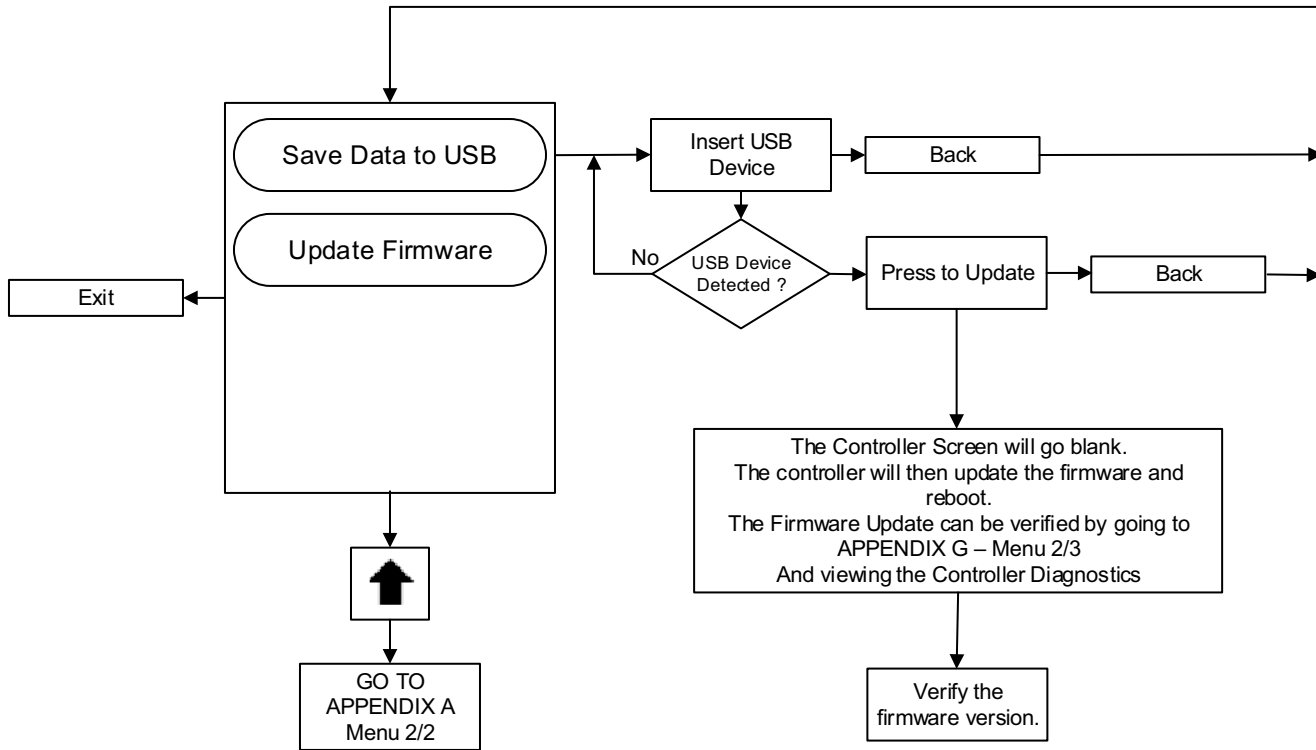 Save Data to USB
Insert USB
Device
Back
Update Firmware
No
USB Device
Detected ?
Press to Update
Back
Exit
The Controller Screen will go blank.
The controller will then update the firmware and
reboot.
The Firmware Update can be verified by going to
APPENDIX G – Menu 2/3
And viewing the Controller Diagnostics
GO TO
APPENDIX A
Menu 2/2
Verify the
firmware version.